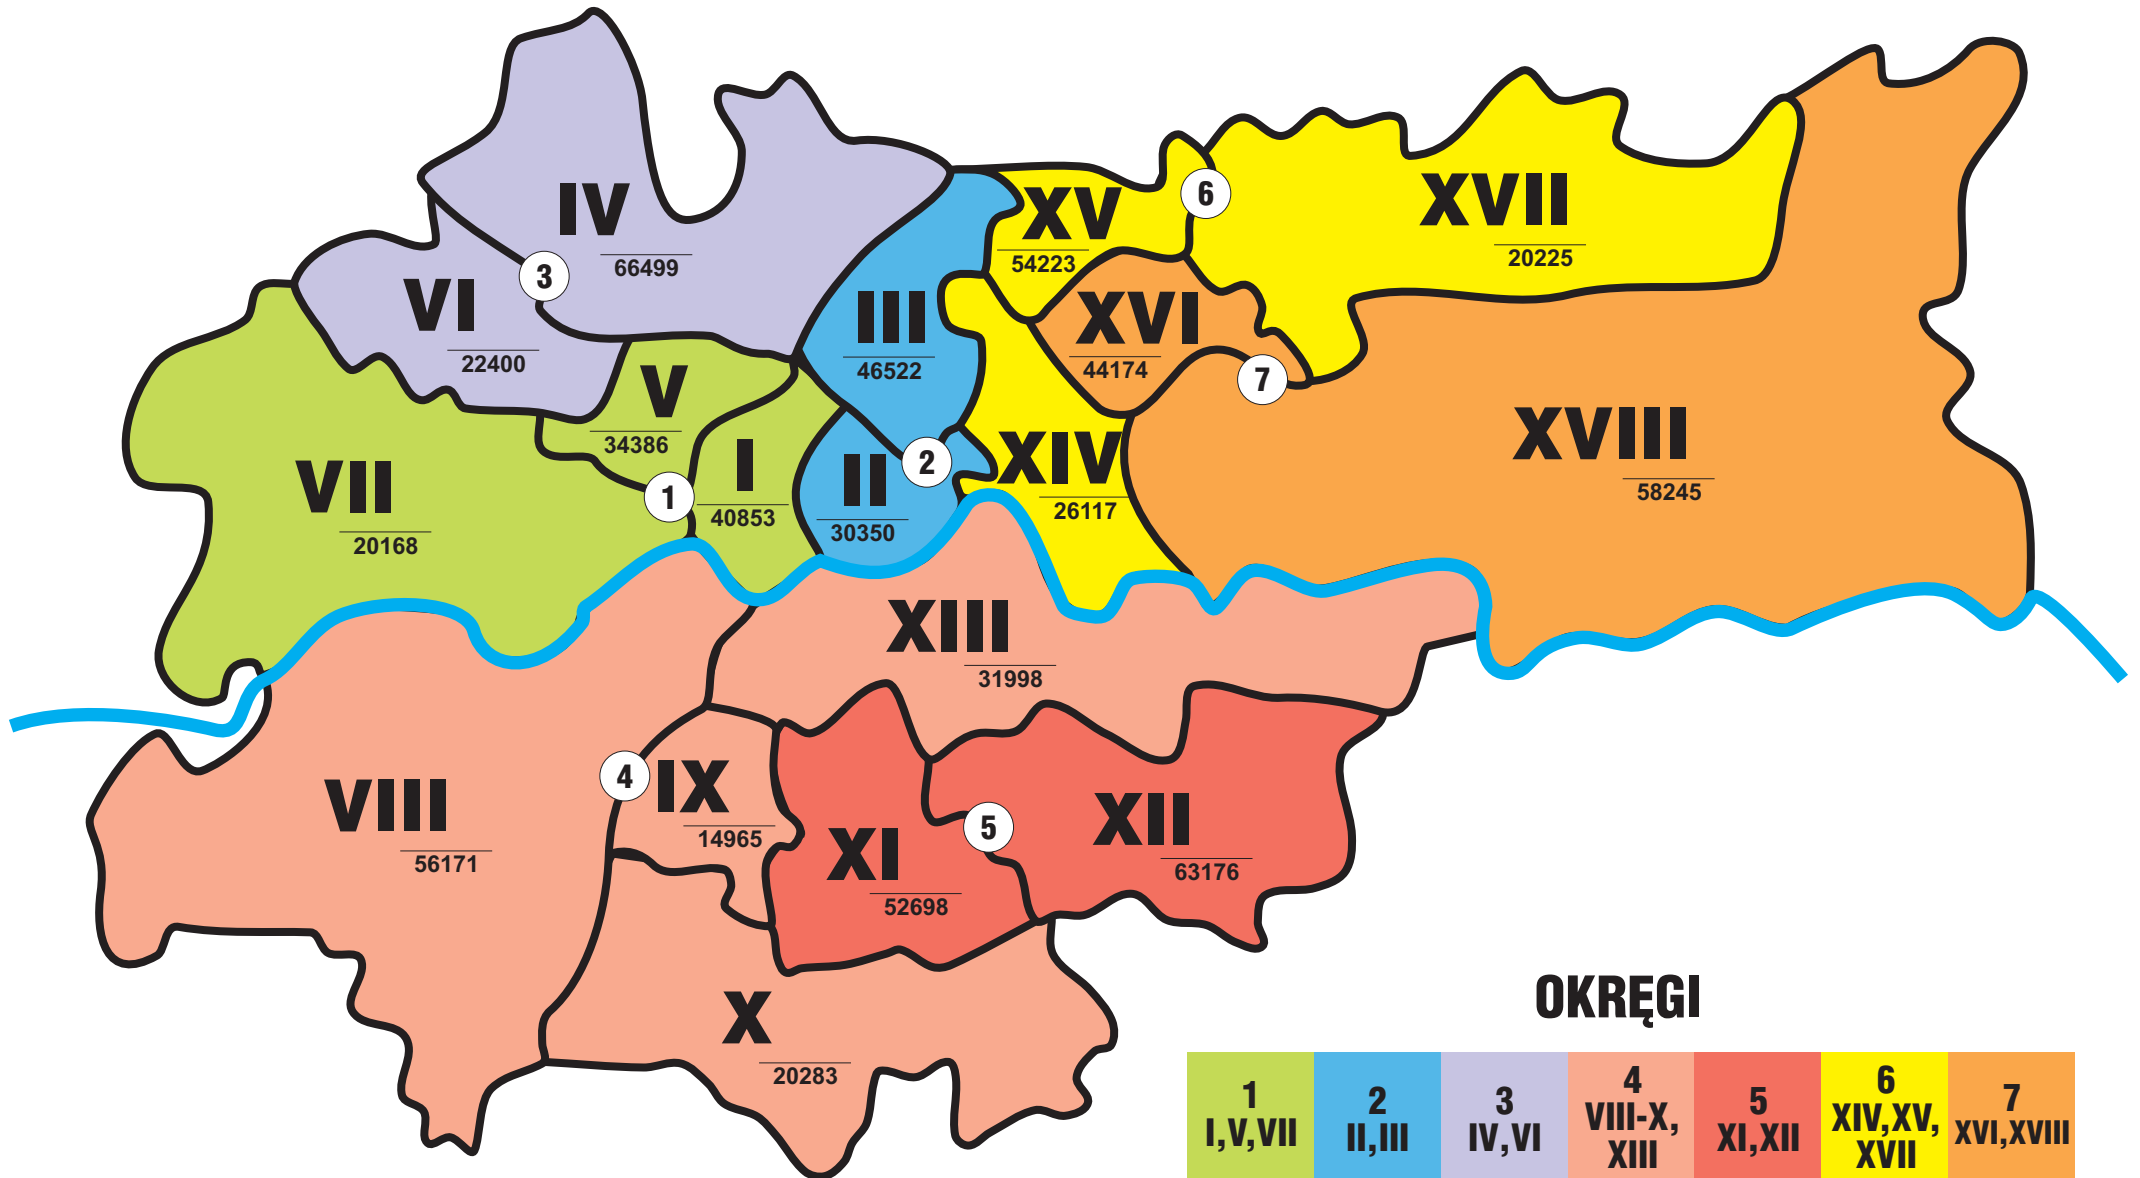 IV
66499
3
VI
22400
V
34386
VII
20168
1
I
40853
III
46522
II
30350
2
XV
54223
6
XVII
20225
XVI
44174
7
XIV
26117
XVIII
58245
XIII
31998
VIII
56171
4
IX
14965
XI
52698
5
XII
63176
X
20283
OKRĘGI
1
I,V,VII
2
II,III
3
IV,VI
4
VIII-X,
XIII
5
XI,XII
6
XIV,XV,
XVII
7
XVI,XVIII